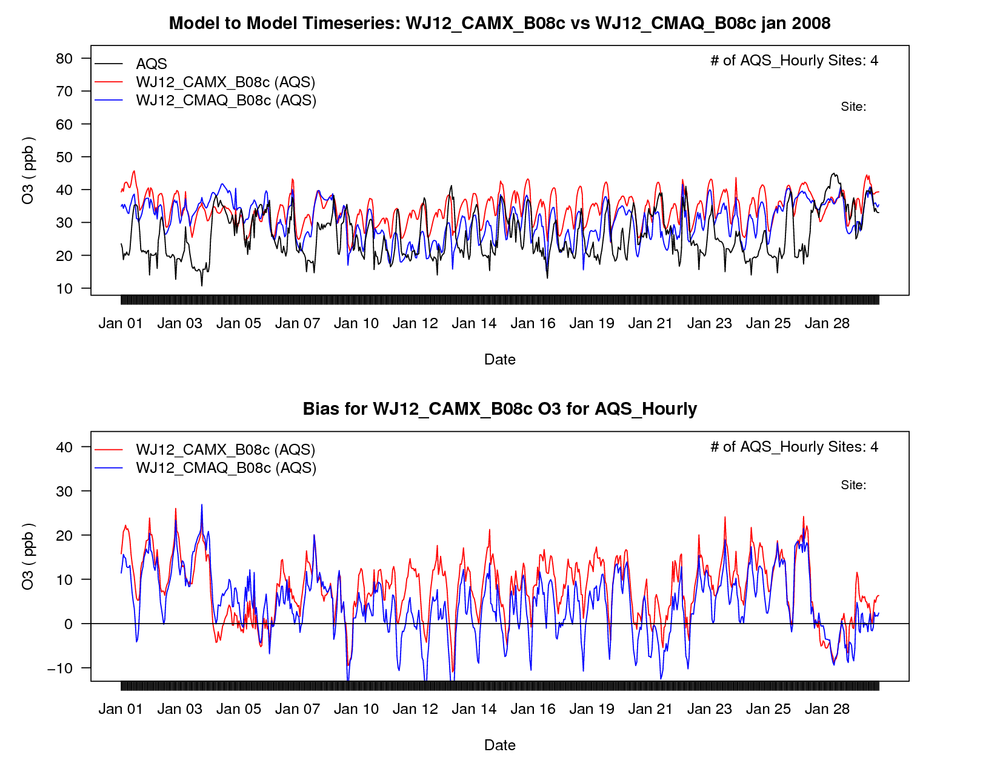 Model to Model Timeseries: WJ12_CAMX_B08c vs WJ12_CMAQ_B08c jan 2008
AQS
WJ12_CAMX_B08c (AQS)
WJ12_CMAQ_B08c (AQS)
# of AQS_Hourly Sites: 4
Site:
O3 ( ppb )
80
70
60
50
40
30
20
10
Jan 01 Jan 03 Jan 05 Jan 07 Jan 10 Jan 12 Jan 14 Jan 16 Jan 19 Jan 21 Jan 23 Jan 25 Jan 28
Date
Bias for WJ12_CAMX_B08c O3 for AQS_Hourly
WJ12_CAMX_B08c (AQS)
WJ12_CMAQ_B08c (AQS)
# of AQS_Hourly Sites: 4
Site:
O3 ( ppb )
40
30
20
10
0
−10
Jan 01 Jan 03 Jan 05 Jan 07 Jan 10 Jan 12 Jan 14 Jan 16 Jan 19 Jan 21 Jan 23 Jan 25 Jan 28
Date